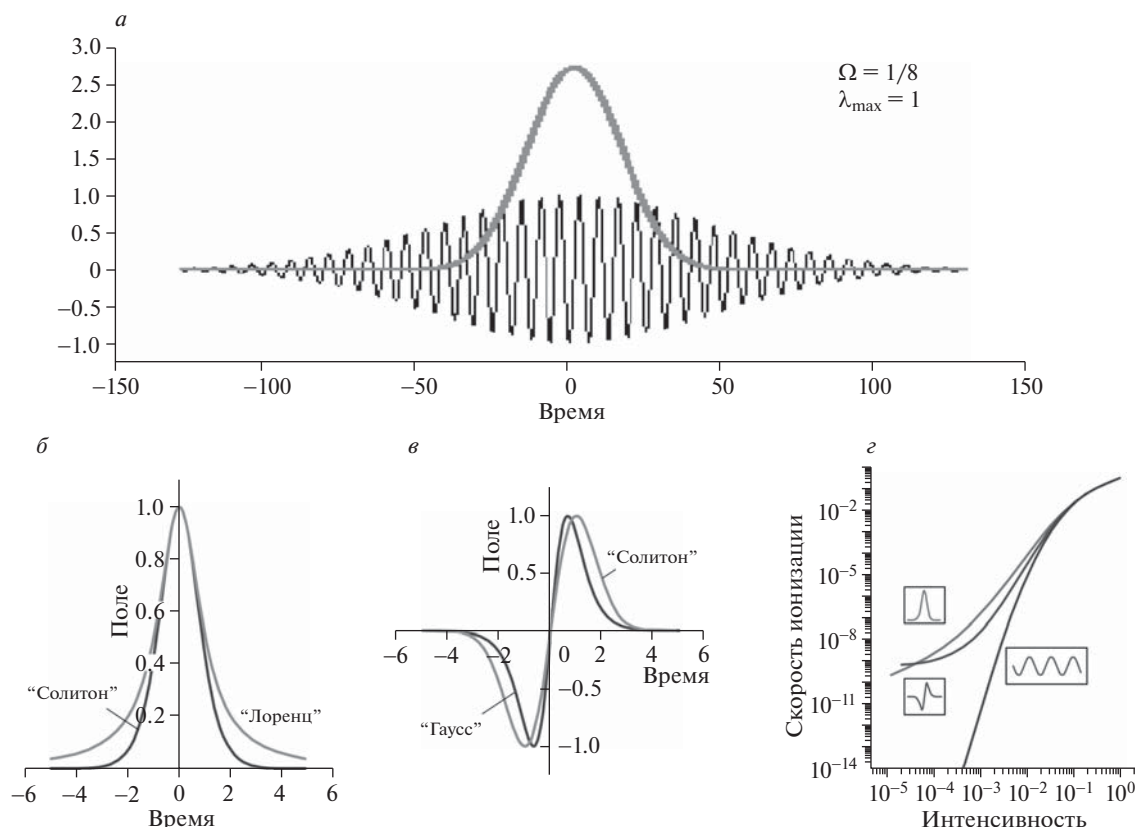 а
3.0
2.5
2.0
1.5
1.0
0.5
0
−0.5
−1.0
−150
−100
−50
0
50
100
150
Время
Ω = 1/8
λmax = 1
б
Поле
1.0
0.8
0.6
0.4
0.2
“Солитон”
“Лоренц”
−6
−4
−2
0
2
4
6
Время
в
Поле
1.0
0.5
“Солитон”
−6
−4
−2
0
2
4
6
Время
−0.5
“Гаусс”
−1.0
г
Скорость ионизации
10⁻²
10⁻⁵
10⁻⁸
10⁻¹¹
10⁻¹⁴
10⁻⁵
10⁻⁴
10⁻³
10⁻²
10⁻¹
10⁰
Интенсивность